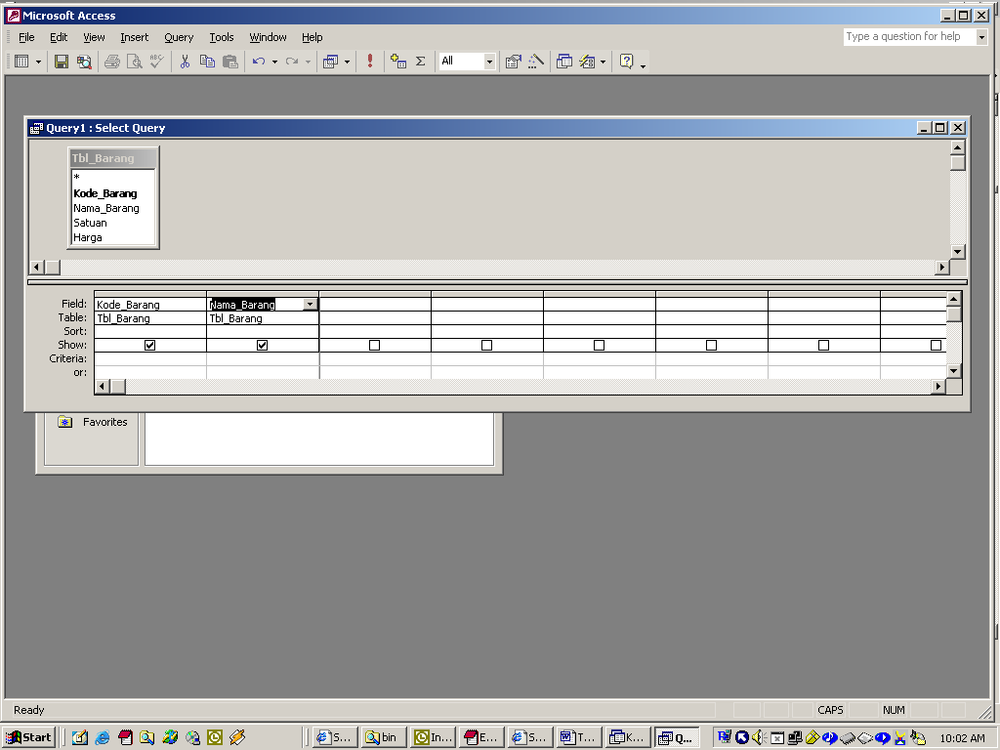 Microsoft Access
File Edit View Insert Query Tools Window Help
Type a question for help
All
Query1 : Select Query
Tbl_Barang
*
Kode_Barang
Nama_Barang
Satuan
Harga
Field: Kode_Barang Nama_Barang
Table: Tbl_Barang Tbl_Barang
Sort:
Show:
Criteria:
or:
Favorites
Ready CAPS NUM
Start S... bin In... E... S... T... K... Q... 10:02 AM